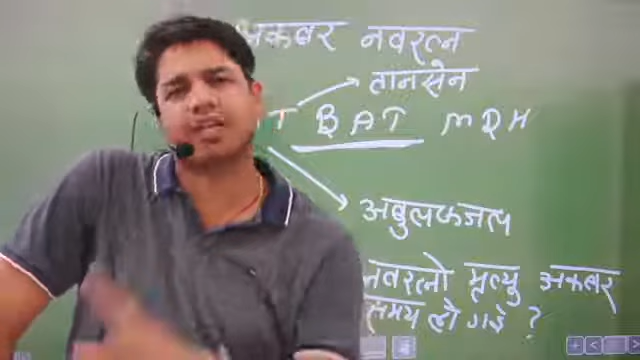 अकबर नवरत्न
तानसेन
T BAT MDH
अबुलफजल
नवरत्नो मृत्यु अकबर
समय हो गई ?